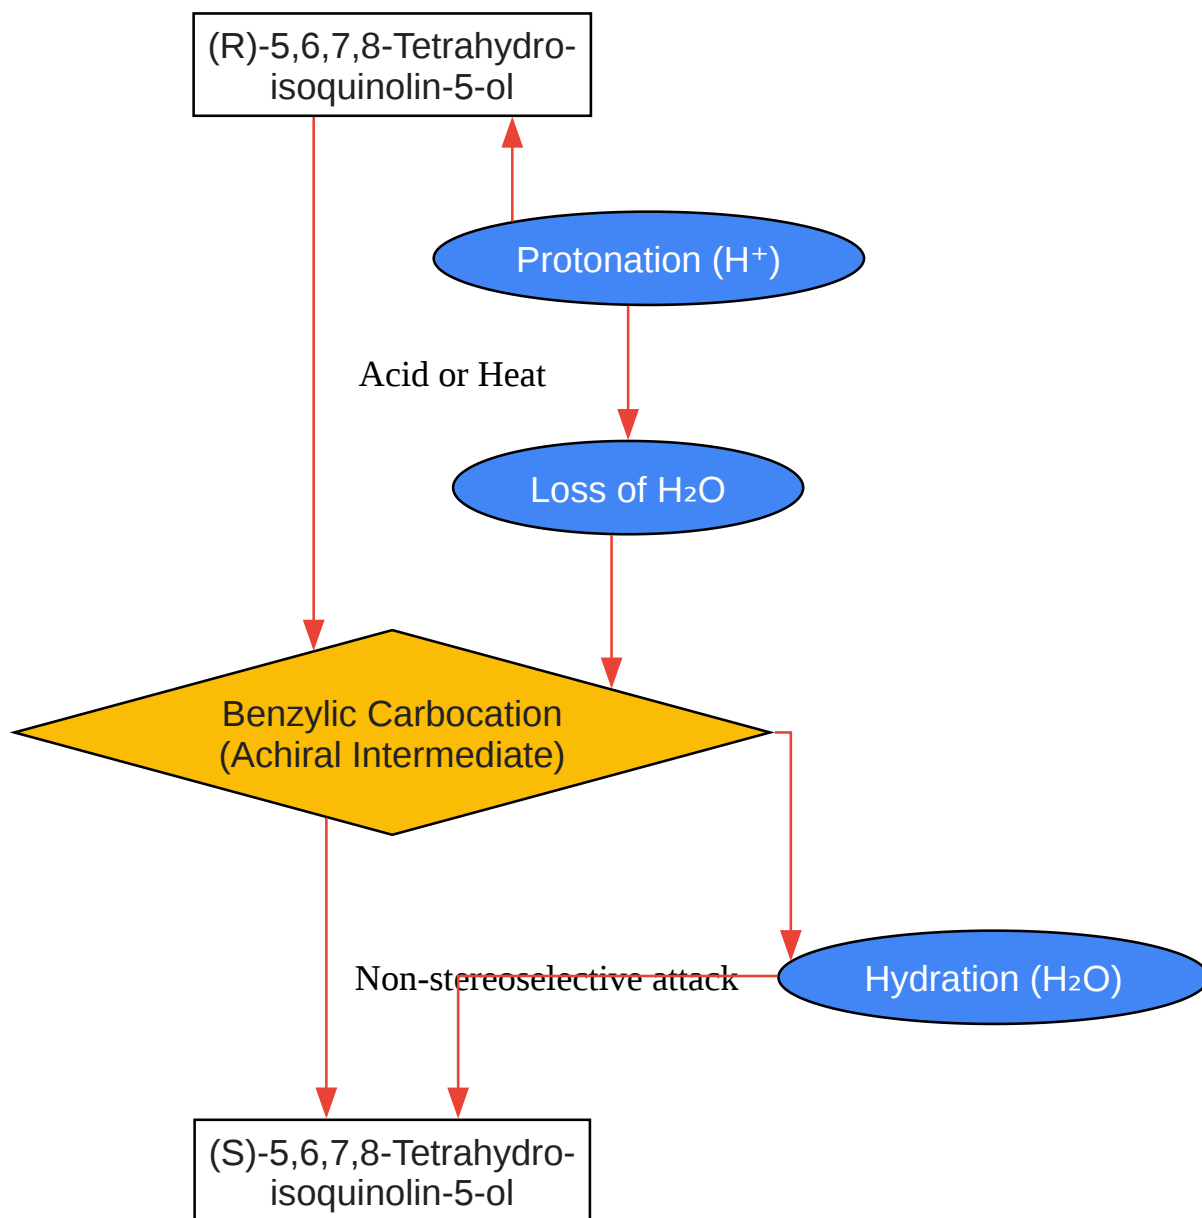 (R)-5,6,7,8-Tetrahydro-
isoquinolin-5-ol
Protonation (H⁺)
Acid or Heat
Loss of H₂O
Benzylic Carbocation
(Achiral Intermediate)
Non-stereoselective attack
Hydration (H₂O)
(S)-5,6,7,8-Tetrahydro-
isoquinolin-5-ol